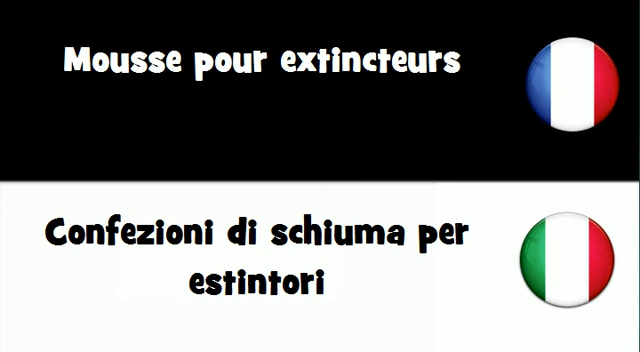 Mousse pour extincteurs
Confezioni di schiuma per
estintori